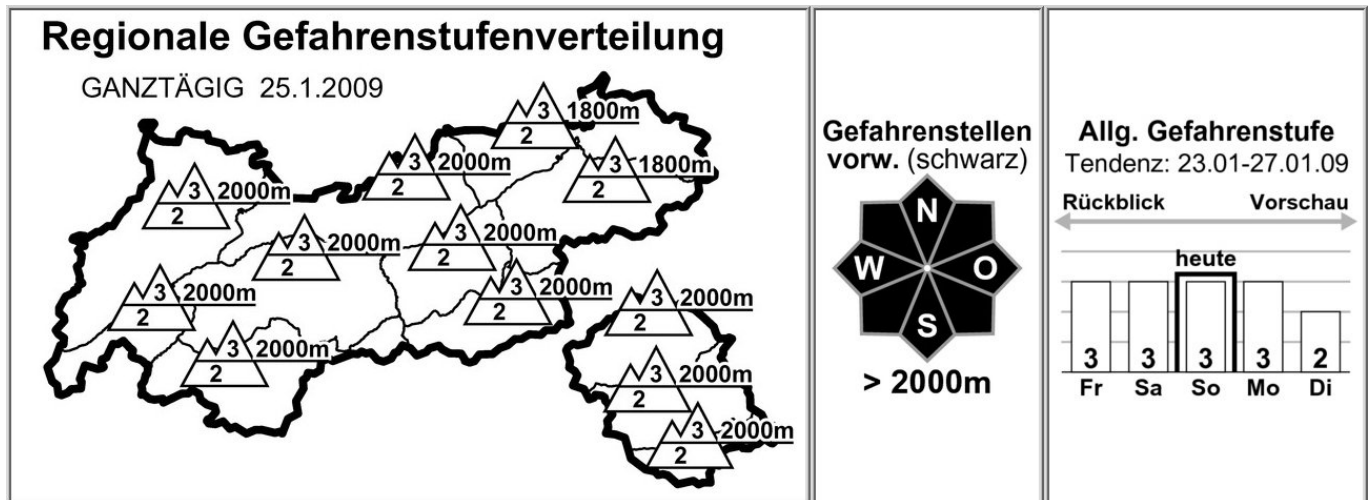 Regionale Gefahrenstufenverteilung
GANZTÄGIG 25.1.2009
3 1800m
2
3 2000m
2
3 1800m
2
3 2000m
2
3 2000m
2
3 2000m
2
3 2000m
2
3 2000m
2
3 2000m
2
3 2000m
2
3 2000m
2
3 2000m
2
Gefahrenstellen
vorw. (schwarz)
N
W O
S
> 2000m
Allg. Gefahrenstufe
Tendenz: 23.01-27.01.09
Rückblick Vorschau
heute
3 3 3 3 2
Fr Sa So Mo Di